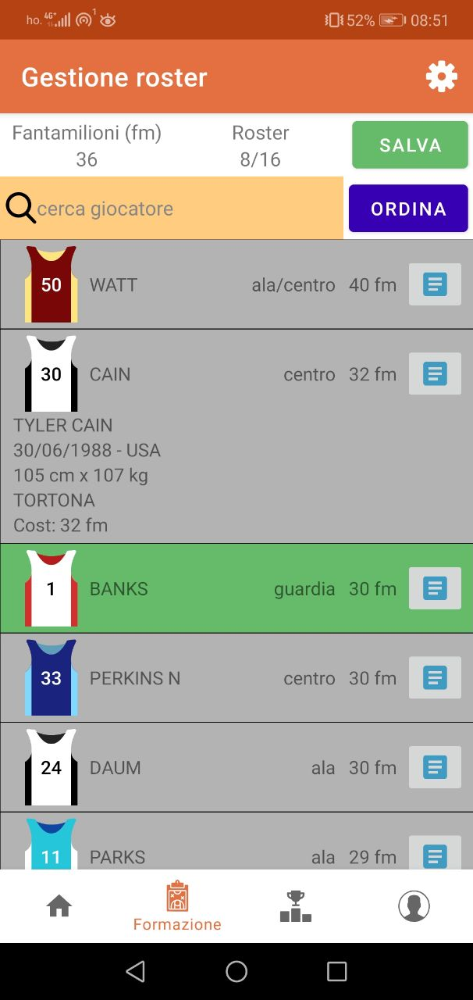 ho. 4G+ 1 52% 08:51
Gestione roster
Fantamilioni (fm) Roster SALVA
36 8/16
cerca giocatore ORDINA
50 WATT ala/centro 40 fm
30 CAIN centro 32 fm
TYLER CAIN
30/06/1988 - USA
105 cm x 107 kg
TORTONA
Cost: 32 fm
1 BANKS guardia 30 fm
33 PERKINS N centro 30 fm
24 DAUM ala 30 fm
11 PARKS ala 29 fm
Formazione